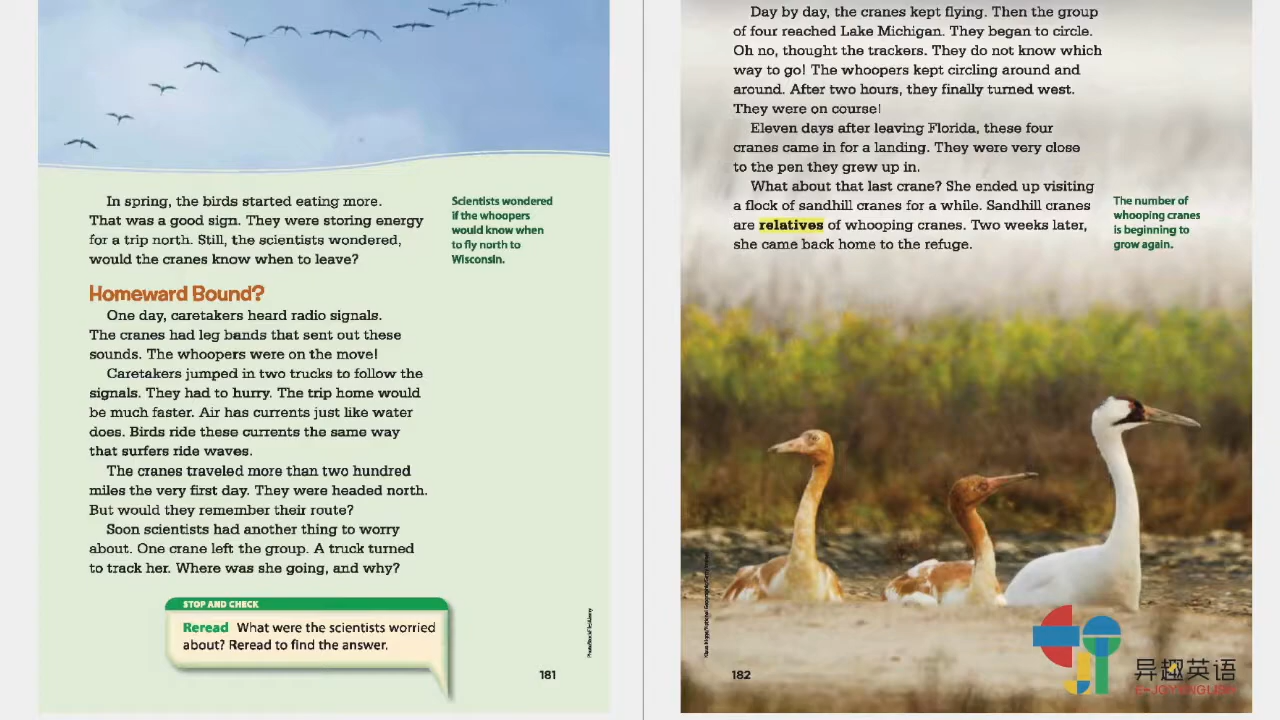 In spring, the birds started eating more.
That was a good sign. They were storing energy
for a trip north. Still, the scientists wondered,
would the cranes know when to leave?
Scientists wondered
if the whoopers
would know when
to fly north to
Wisconsin.
Homeward Bound?
One day, caretakers heard radio signals.
The cranes had leg bands that sent out these
sounds. The whoopers were on the move!
Caretakers jumped in two trucks to follow the
signals. They had to hurry. The trip home would
be much faster. Air has currents just like water
does. Birds ride these currents the same way
that surfers ride waves.
The cranes traveled more than two hundred
miles the very first day. They were headed north.
But would they remember their route?
Soon scientists had another thing to worry
about. One crane left the group. A truck turned
to track her. Where was she going, and why?
STOP AND CHECK
Reread What were the scientists worried
about? Reread to find the answer.
181
Day by day, the cranes kept flying. Then the group
of four reached Lake Michigan. They began to circle.
Oh no, thought the trackers. They do not know which
way to go! The whoopers kept circling around and
around. After two hours, they finally turned west.
They were on course!
Eleven days after leaving Florida, these four
cranes came in for a landing. They were very close
to the pen they grew up in.
What about that last crane? She ended up visiting
a flock of sandhill cranes for a while. Sandhill cranes
are relatives of whooping cranes. Two weeks later,
she came back home to the refuge.
The number of
whooping cranes
is beginning to
grow again.
182
异趣英语
ENJOY ENGLISH